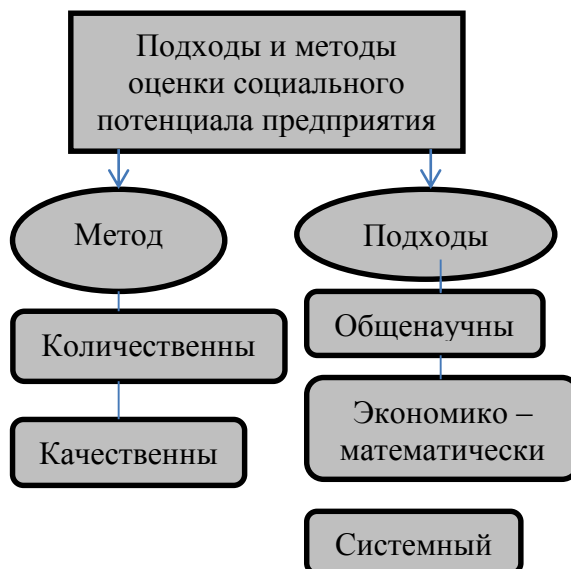 Подходы и методы
оценки социального
потенциала предприятия
Метод
Подходы
Количественны
Общенаучны
Качественны
Экономико –
математически
Системный